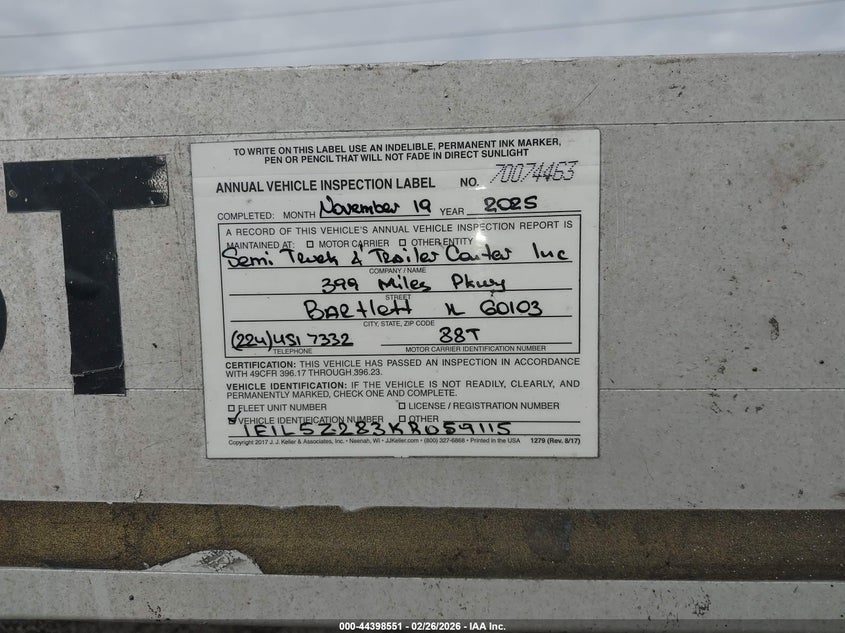 TO WRITE ON THIS LABEL USE AN INDELIBLE, PERMANENT INK MARKER,
PEN OR PENCIL THAT WILL NOT FADE IN DIRECT SUNLIGHT
ANNUAL VEHICLE INSPECTION LABEL NO. 70074463
COMPLETED: MONTH November 19 YEAR 2025
A RECORD OF THIS VEHICLE'S ANNUAL VEHICLE INSPECTION REPORT IS
MAINTAINED AT: ☐ MOTOR CARRIER ☐ OTHER ENTITY
Semi Truck & Trailer Center Inc
COMPANY / NAME
399 Miles Pkwy
STREET
BARtlett IL 60103
CITY, STATE, ZIP CODE
(224) 451 7332 88T
TELEPHONE MOTOR CARRIER IDENTIFICATION NUMBER
CERTIFICATION: THIS VEHICLE HAS PASSED AN INSPECTION IN ACCORDANCE
WITH 49CFR 396.17 THROUGH 396.23.
VEHICLE IDENTIFICATION: IF THE VEHICLE IS NOT READILY, CLEARLY, AND
PERMANENTLY MARKED, CHECK ONE AND COMPLETE.
☐ FLEET UNIT NUMBER ☐ LICENSE / REGISTRATION NUMBER
☑ VEHICLE IDENTIFICATION NUMBER ☐ OTHER
1E1L5Z283KRD59115
Copyright 2017 J. J. Keller & Associates, Inc. • Neenah, WI • JJKeller.com • (800) 327-6868 • Printed in the USA 1279 (Rev. 8/17)
T
000-44398551 / 02/26/2026 – IAA Inc.